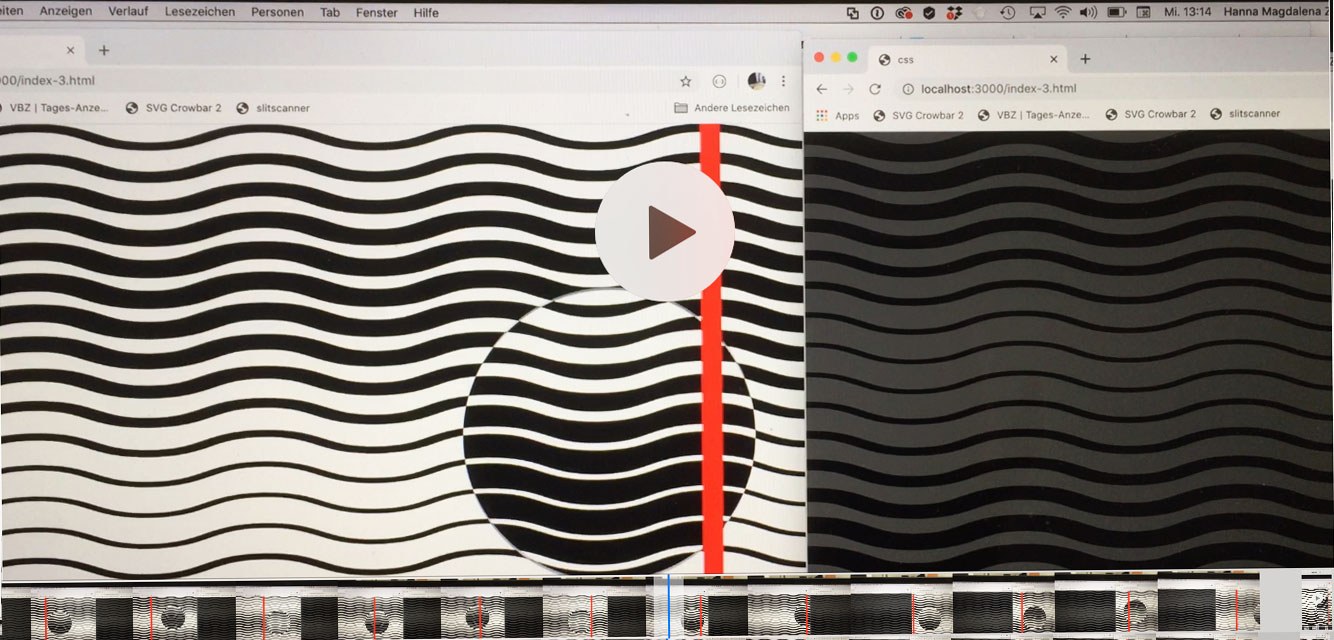 Anzeigen Verlauf Lesezeichen Personen Tab Fenster Hilfe
Mi. 13:14 Hanna Magdalena
00/index-3.html
VBZ | Tages-Anze... SVG Crowbar 2 slitscanner
Andere Lesezeichen
css
localhost:3000/index-3.html
Apps SVG Crowbar 2 VBZ | Tages-Anze... SVG Crowbar 2 slitscanner